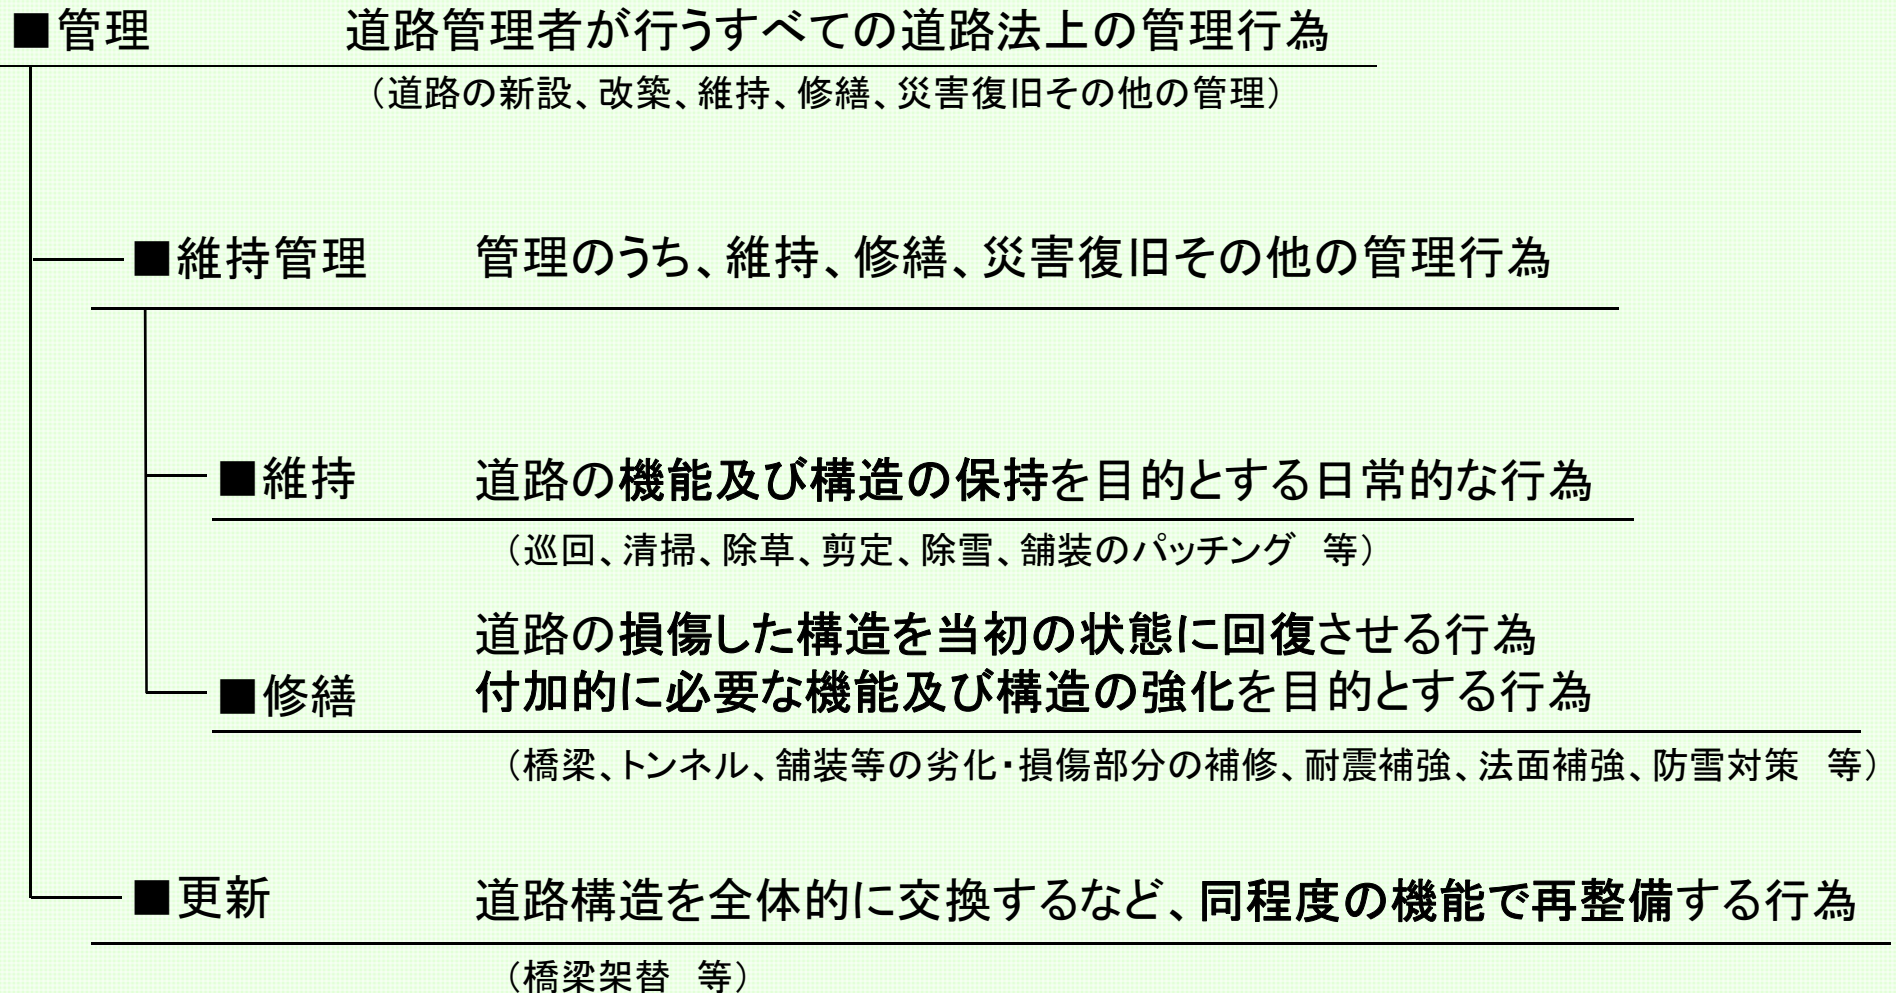 ■管理　道路管理者が行うすべての道路法上の管理行為
（道路の新設、改築、維持、修繕、災害復旧その他の管理）
■維持管理　管理のうち、維持、修繕、災害復旧その他の管理行為
■維持　道路の機能及び構造の保持を目的とする日常的な行為
（巡回、清掃、除草、剪定、除雪、舗装のパッチング　等）
道路の損傷した構造を当初の状態に回復させる行為
■修繕　付加的に必要な機能及び構造の強化を目的とする行為
（橋梁、トンネル、舗装等の劣化・損傷部分の補修、耐震補強、法面補強、防雪対策　等）
■更新　道路構造を全体的に交換するなど、同程度の機能で再整備する行為
（橋梁架替　等）